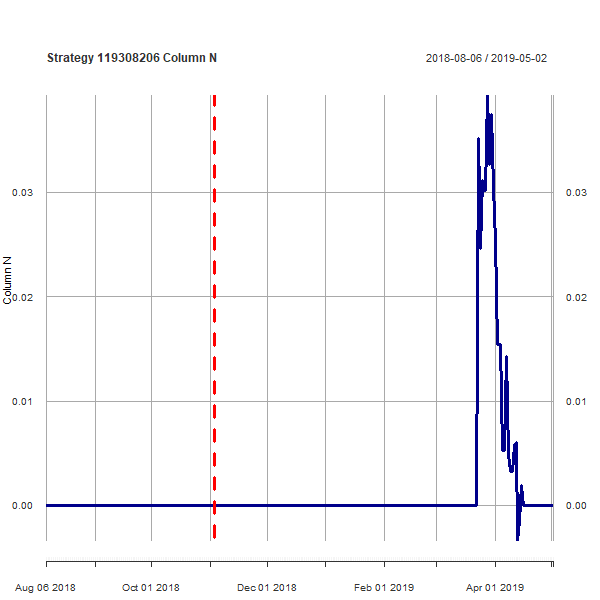 Strategy 119308206 Column N
2018-08-06 / 2019-05-02
Column N
0.03
0.02
0.01
0.00
0.03
0.02
0.01
0.00
Aug 06 2018
Oct 01 2018
Dec 01 2018
Feb 01 2019
Apr 01 2019